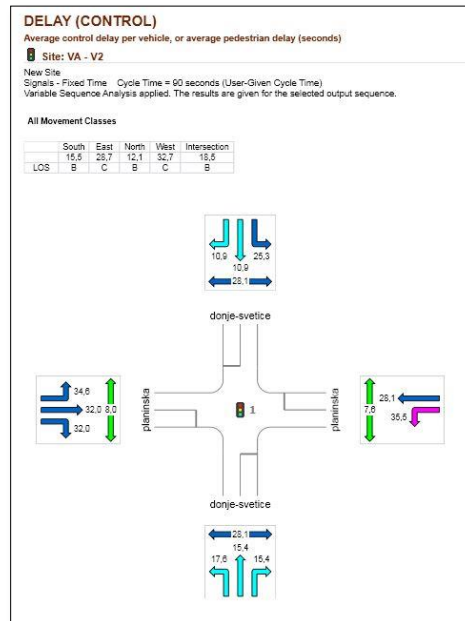 DELAY (CONTROL)
Average control delay per vehicle, or average pedestrian delay (seconds)
Site: VA - V2
New Site
Signals - Fixed Time Cycle Time = 90 seconds (User-Given Cycle Time)
Variable Sequence Analysis applied. The results are given for the selected output sequence.
All Movement Classes
South East North West Intersection
15,5 28,7 12,1 32,7 18,5
LOS B C B C B
10,9 25,3
10,9
28,1
donje-svetice
34,6
32,0 8,0
32,0
planinska
1
planinska
28,1
7,6
35,5
donje-svetice
28,1
15,4
17,6 15,4